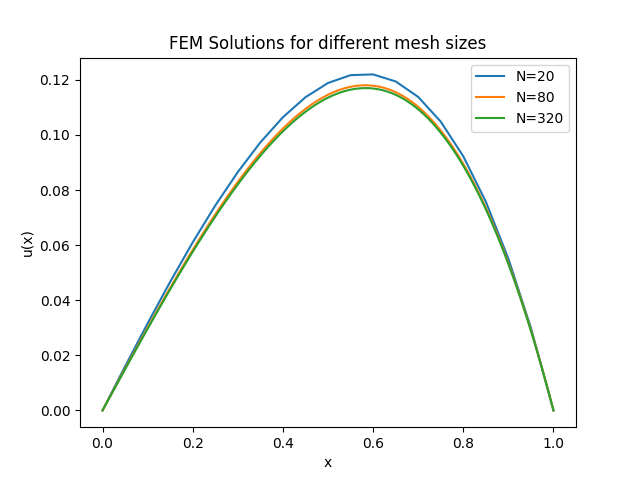 FEM Solutions for different mesh sizes
N=20
N=80
N=320
u(x)
0.12
0.10
0.08
0.06
0.04
0.02
0.00
0.0 0.2 0.4 0.6 0.8 1.0
x